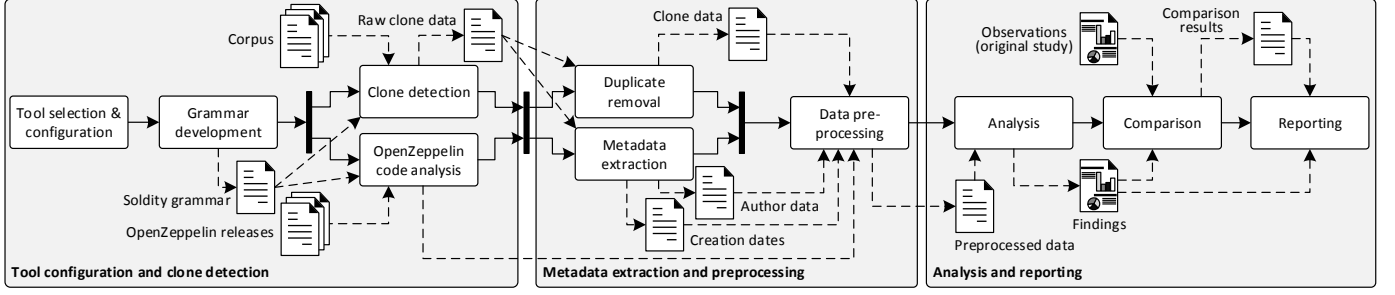 Corpus
Raw clone data
Tool selection &
configuration
Grammar
development
Clone detection
OpenZeppelin
code analysis
Soldity grammar
OpenZeppelin releases
Tool configuration and clone detection
Clone data
Duplicate
removal
Metadata
extraction
Data pre-
processing
Author data
Creation dates
Metadata extraction and preprocessing
Observations
(original study)
Comparison
results
Analysis
Comparison
Reporting
Preprocessed data
Findings
Analysis and reporting